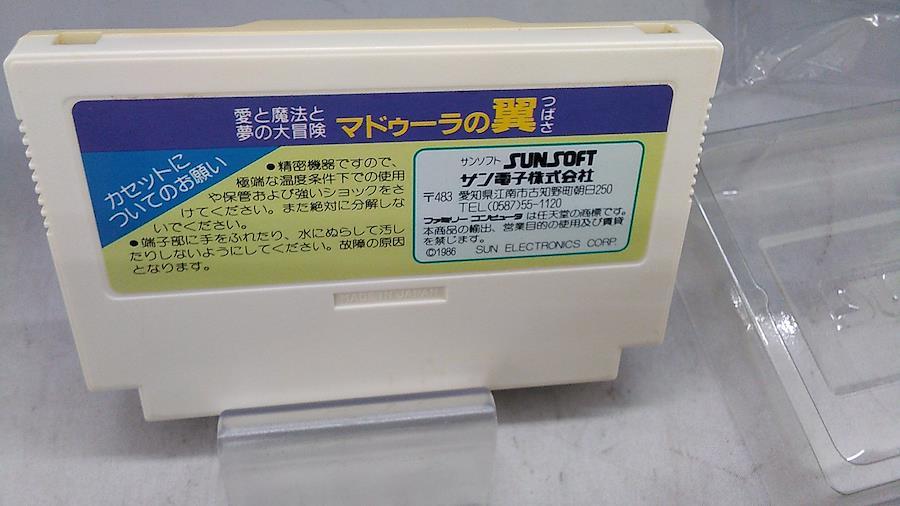 愛と魔法と
夢の大冒険
マドゥーラの翼
つばさ
カセットに
ついてのお願い
●精密機器ですので、
極端な温度条件下での使用
や保管および強いショックをさ
けてください。また絶対に分解しな
いでください。
●端子部に手をふれたり、水にぬらして汚し
たりしないようにしてください。故障の原因
となります。
サンソフト SUNSOFT
サン電子株式会社
〒483 愛知県江南市古知野町朝日250
TEL(0587)55-1120
ファミリーコンピュータは任天堂の商標です。
本商品の輸出、営業目的の使用及び賃貸
を禁じます。
©1986 SUN ELECTRONICS CORP.
MADE IN JAPAN